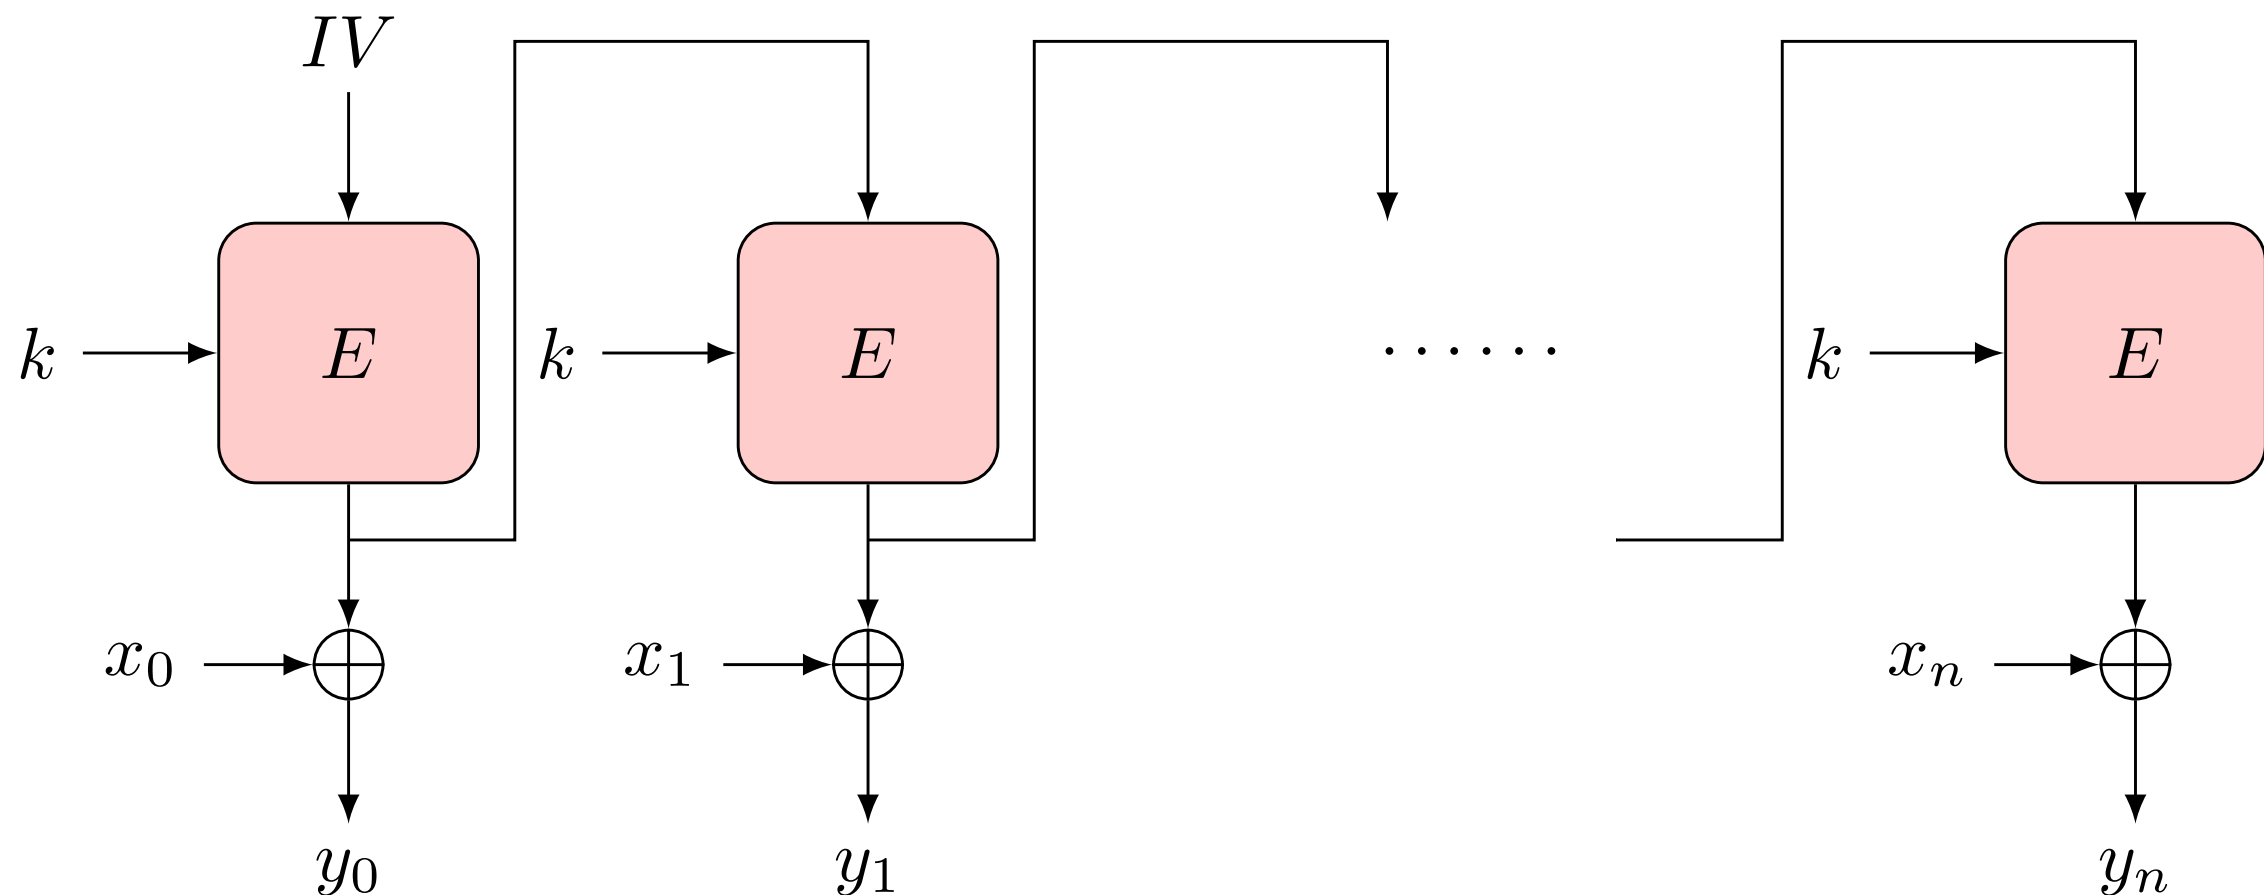 IV
k E k E ...... k E
x₀ x₁ xₙ
y₀ y₁ yₙ